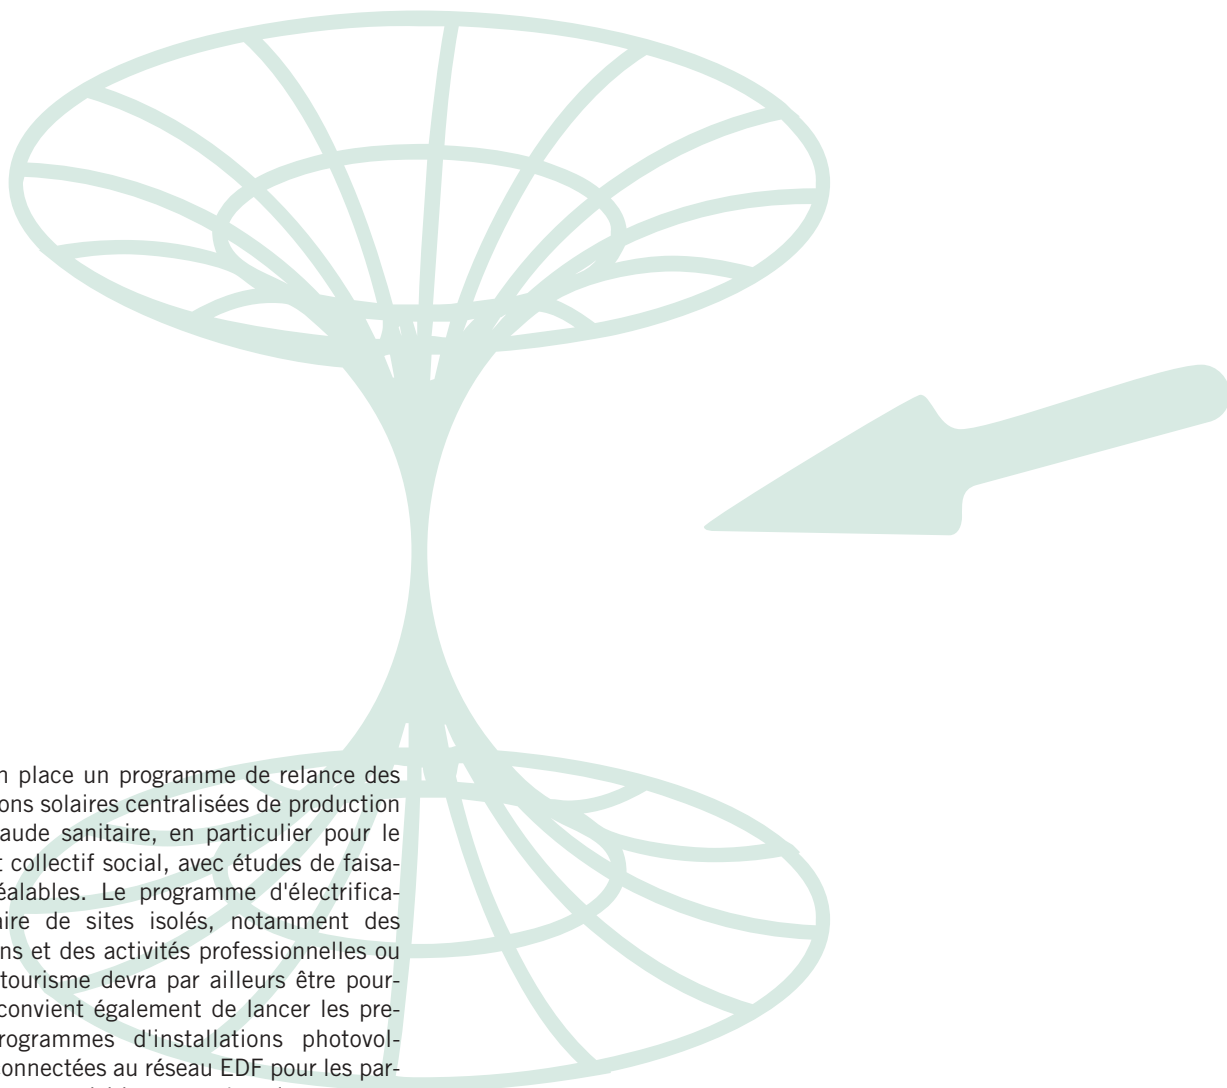 n place un programme de relance des
ons solaires centralisées de production
aude sanitaire, en particulier pour le
t collectif social, avec études de faisa-
éalables. Le programme d'électrifica-
aire de sites isolés, notamment des
ns et des activités professionnelles ou
tourisme devra par ailleurs être pour-
convient également de lancer les pre-
rogrammes d'installations photovol-
onnectées au réseau EDF pour les par-